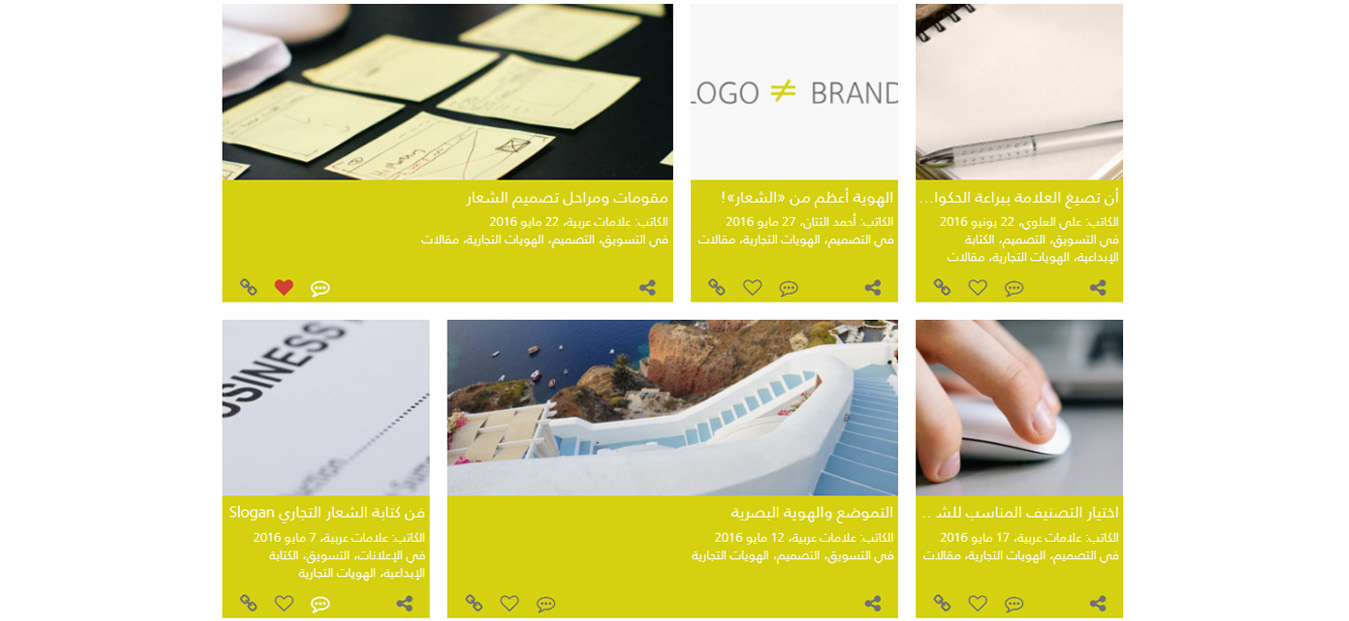 أن تصيغ العلامة ببراعة الحكوا...
الكاتب: علي العلوي، 22 يونيو 2016
في التسويق، التصميم، الكتابة
الإبداعية، الهويات التجارية، مقالات
LOGO ≠ BRAND
الهوية أعظم من «الشعار»!
الكاتب: أحمد التتان، 27 مايو 2016
في التصميم، الهويات التجارية، مقالات
مقومات ومراحل تصميم الشعار
الكاتب: علامات عربية، 22 مايو 2016
في التسويق، التصميم، الهويات التجارية، مقالات
اختيار التصنيف المناسب للشـ...
الكاتب: علامات عربية، 17 مايو 2016
في التصميم، الهويات التجارية، مقالات
التموضع والهوية البصرية
الكاتب: علامات عربية، 12 مايو 2016
في التسويق، التصميم، الهويات التجارية
USINESS
فن كتابة الشعار التجاري Slogan
الكاتب: علامات عربية، 7 مايو 2016
في الإعلانات، التسويق، الكتابة
الإبداعية، الهويات التجارية